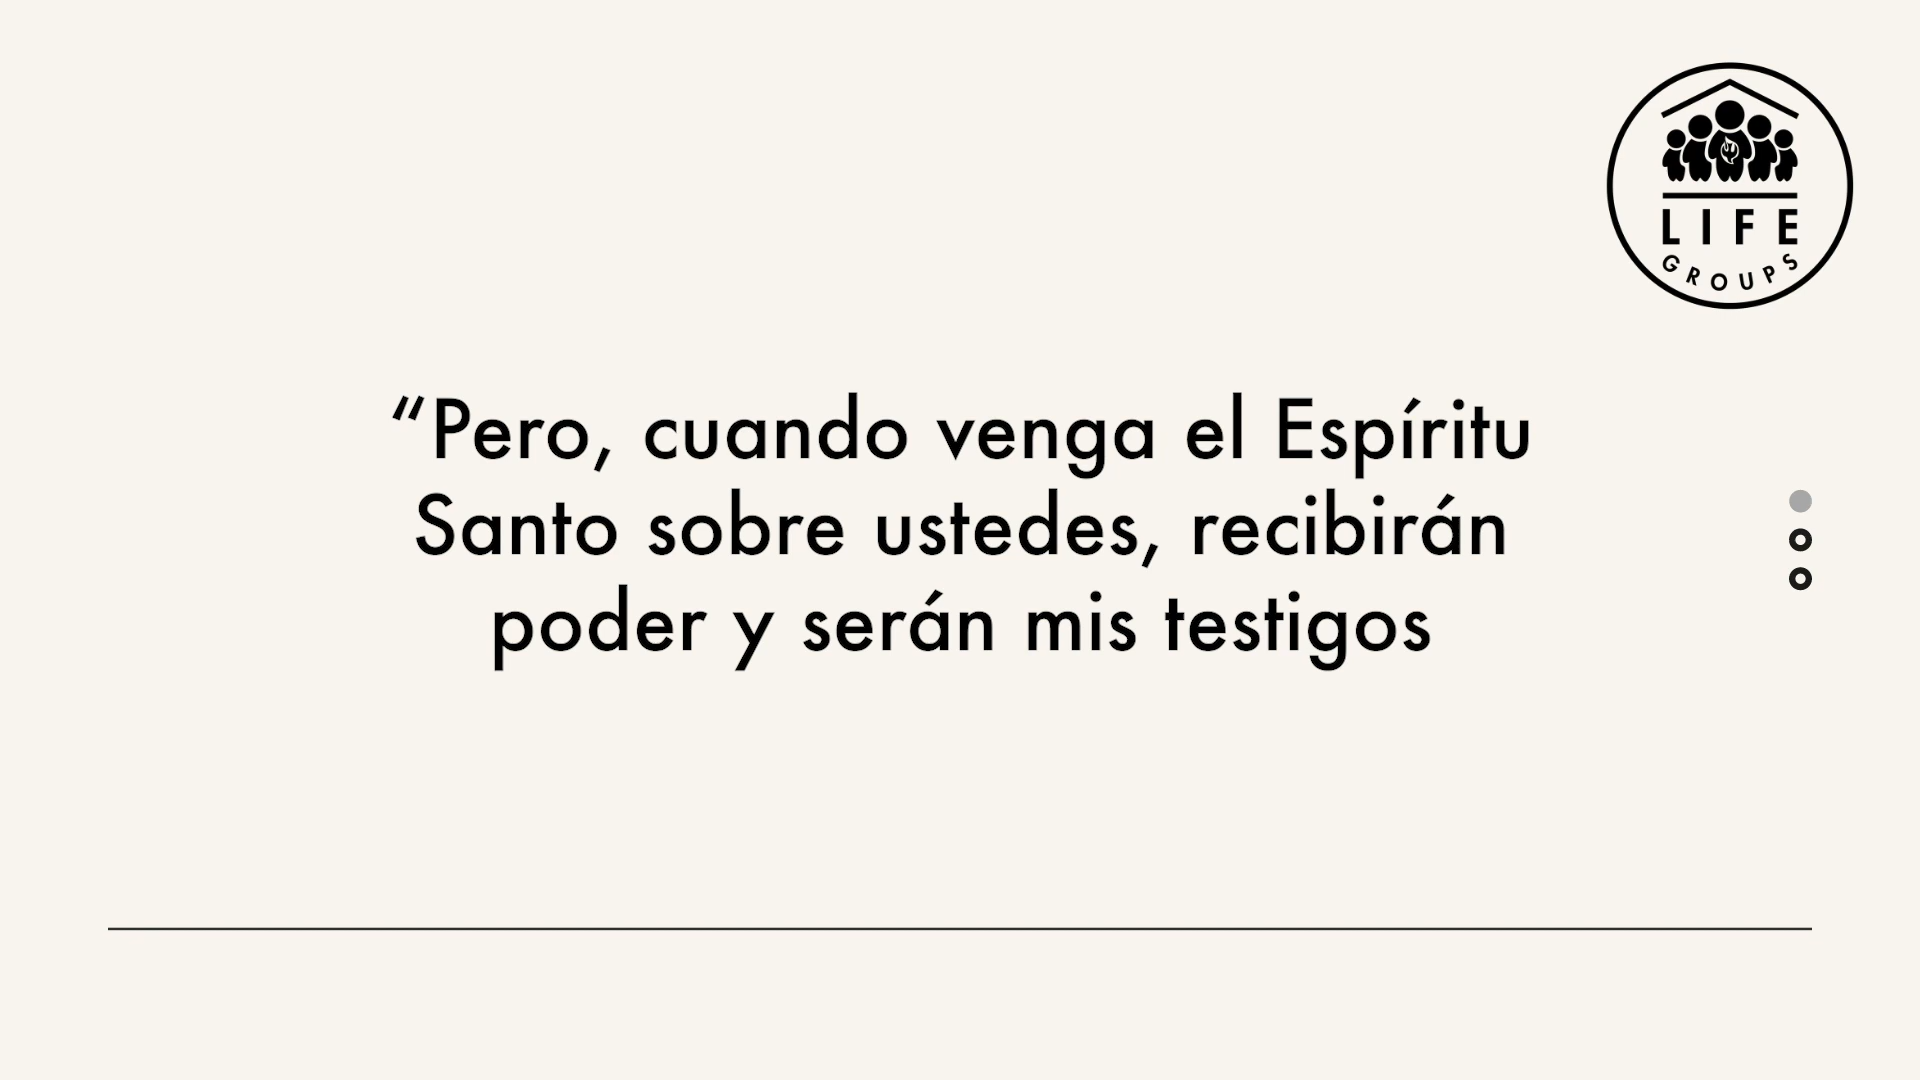 LIFE
GROUPS
“Pero, cuando venga el Espíritu
Santo sobre ustedes, recibirán
poder y serán mis testigos